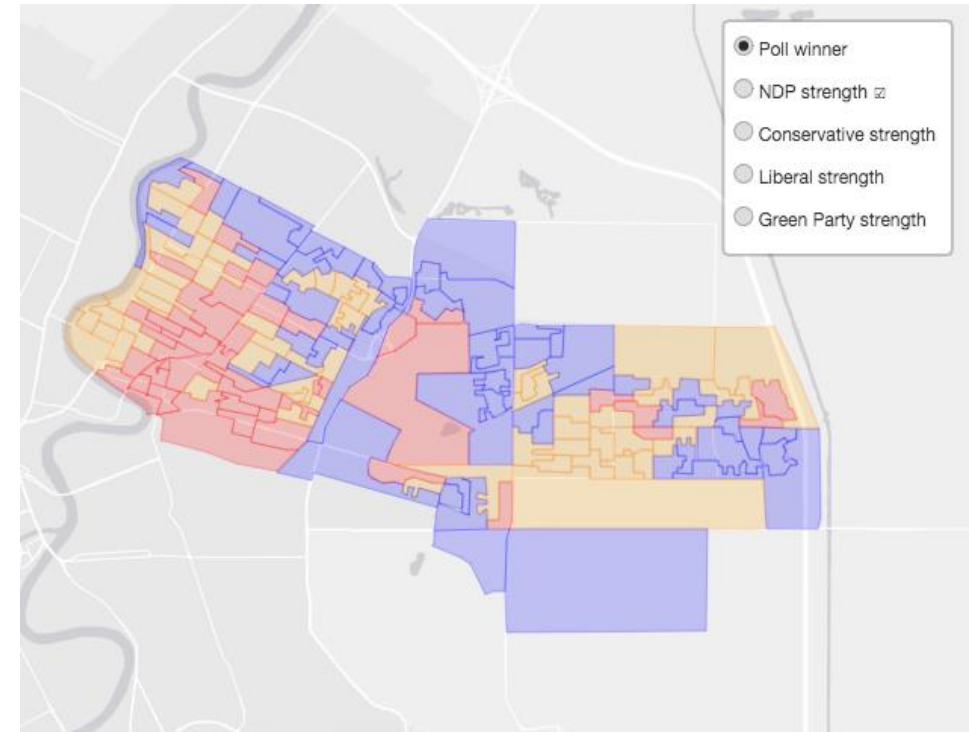 Poll winner
NDP strength ☑
Conservative strength
Liberal strength
Green Party strength